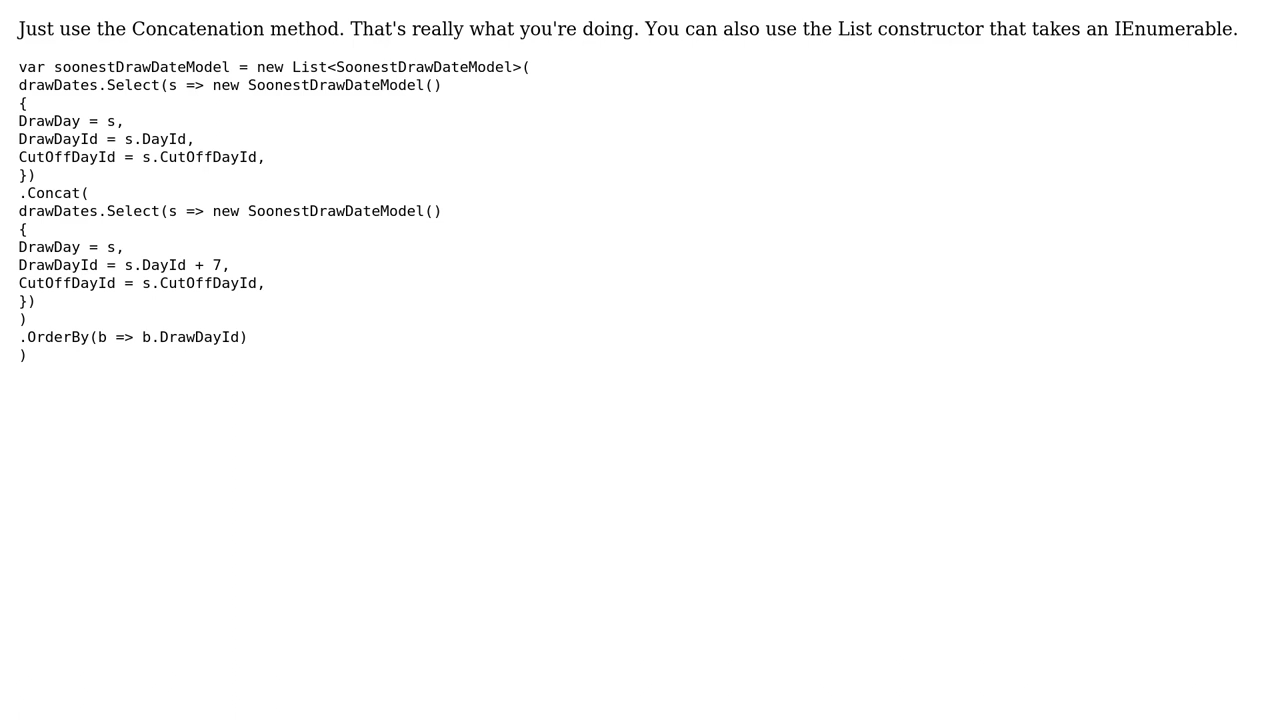 Just use the Concatenation method. That's really what you're doing. You can also use the List constructor that takes an IEnumerable.
var soonestDrawDateModel = new List<SoonestDrawDateModel>(
drawDates.Select(s => new SoonestDrawDateModel()
{
DrawDay = s,
DrawDayId = s.DayId,
CutOffDayId = s.CutOffDayId,
})
.Concat(
drawDates.Select(s => new SoonestDrawDateModel()
{
DrawDay = s,
DrawDayId = s.DayId + 7,
CutOffDayId = s.CutOffDayId,
})
)
.OrderBy(b => b.DrawDayId)
)